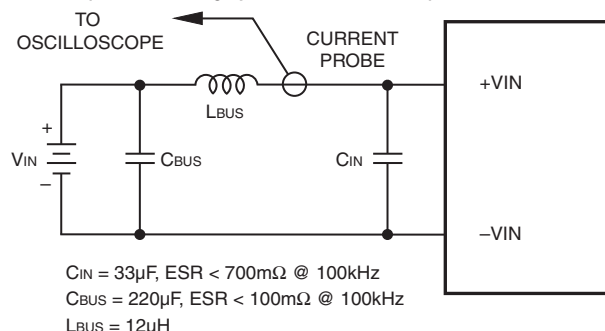 TO
OSCILLOSCOPE
CURRENT
PROBE
LBUS
+
VIN
–
CBUS
CIN
+VIN
–VIN
CIN = 33µF, ESR < 700mΩ @ 100kHz
CBUS = 220µF, ESR < 100mΩ @ 100kHz
LBUS = 12µH